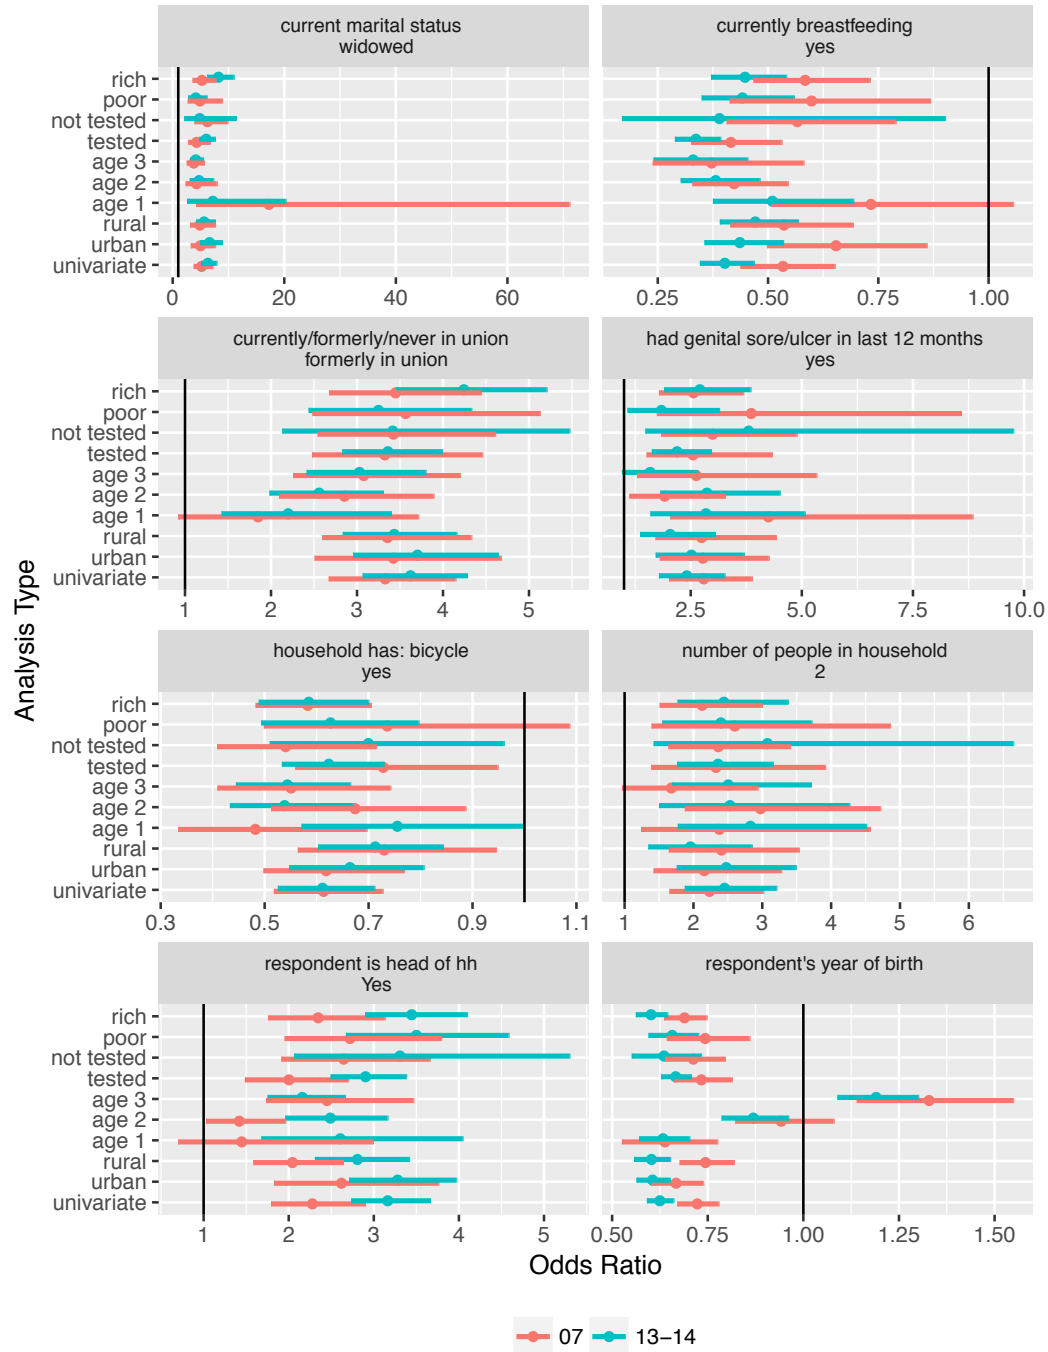 current marital status
widowed
currently breastfeeding
yes
rich
poor
not tested
tested
age 3
age 2
age 1
rural
urban
univariate
0 20 40 60
0.25 0.50 0.75 1.00
currently/formerly/never in union
formerly in union
had genital sore/ulcer in last 12 months
yes
rich
poor
not tested
tested
age 3
age 2
age 1
rural
urban
univariate
1 2 3 4 5
2.5 5.0 7.5 10.0
Analysis Type
household has: bicycle
yes
number of people in household
2
rich
poor
not tested
tested
age 3
age 2
age 1
rural
urban
univariate
0.3 0.5 0.7 0.9 1.1
1 2 3 4 5 6
respondent is head of hh
Yes
respondent's year of birth
rich
poor
not tested
tested
age 3
age 2
age 1
rural
urban
univariate
1 2 3 4 5
0.50 0.75 1.00 1.25 1.50
Odds Ratio
07 13−14